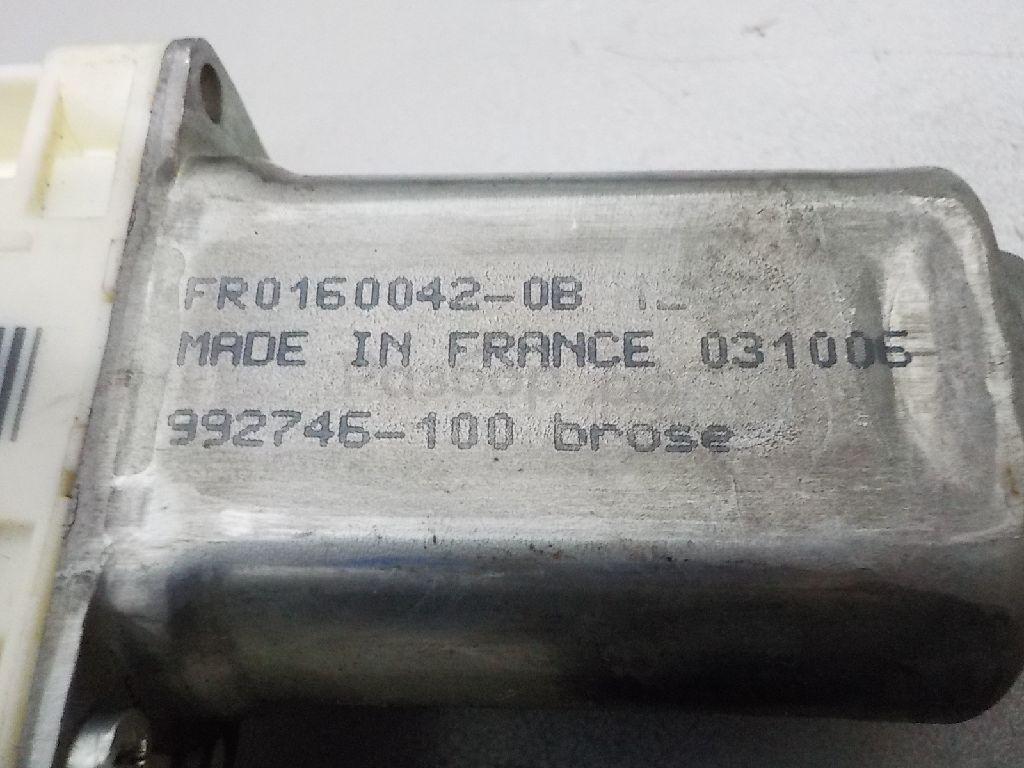 FR0160042-0B
MADE IN FRANCE 031006
992746-100 brose